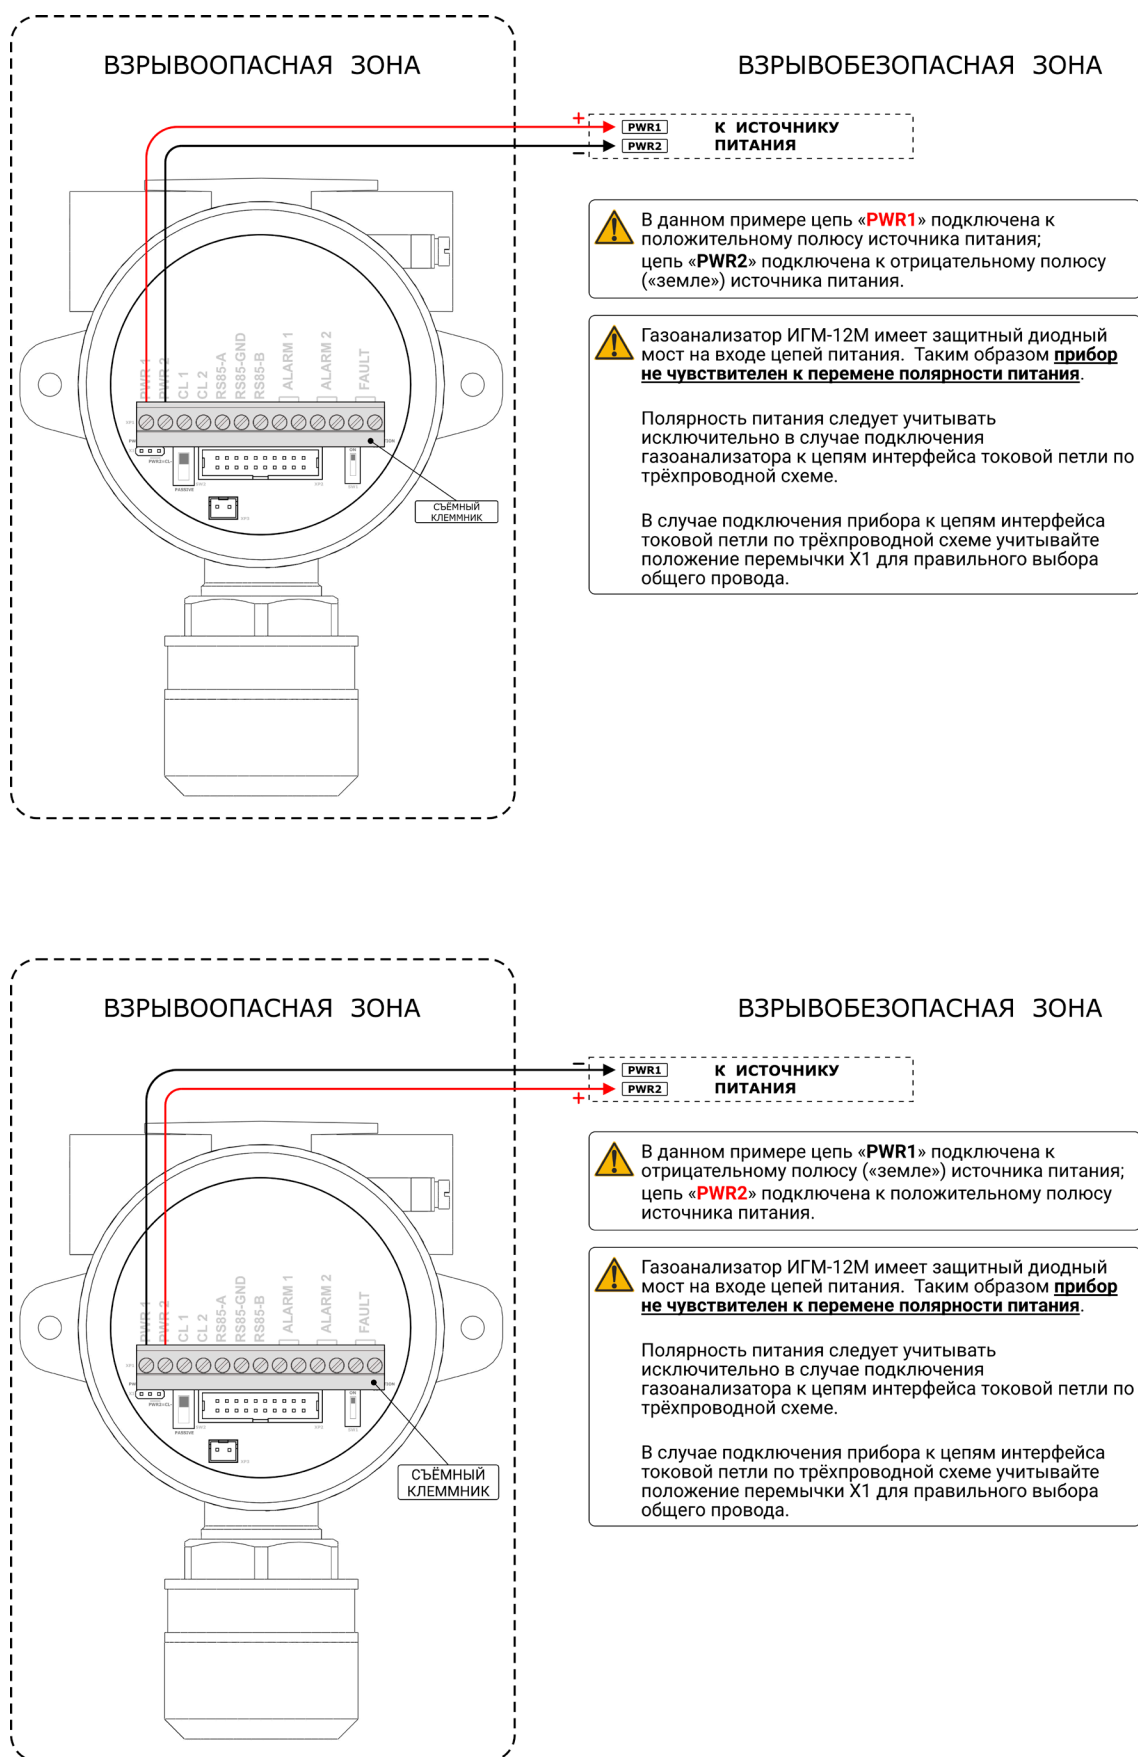 ВЗРЫВООПАСНАЯ ЗОНА
ВЗРЫВОБЕЗОПАСНАЯ ЗОНА
+
PWR1
К ИСТОЧНИКУ
PWR2
ПИТАНИЯ
–
В данном примере цепь «PWR1» подключена к
положительному полюсу источника питания;
цепь «PWR2» подключена к отрицательному полюсу
(«земле») источника питания.
Газоанализатор ИГМ-12М имеет защитный диодный
мост на входе цепей питания. Таким образом прибор
не чувствителен к перемене полярности питания.
Полярность питания следует учитывать
исключительно в случае подключения
газоанализатора к цепям интерфейса токовой петли по
трёхпроводной схеме.
В случае подключения прибора к цепям интерфейса
токовой петли по трёхпроводной схеме учитывайте
положение перемычки X1 для правильного выбора
общего провода.
PWR 1
PWR 2
CL 1
CL 2
RS85-A
RS85-GND
RS85-B
ALARM 1
ALARM 2
FAULT
PWR2=CL-
PASSIVE
ON
СЪЁМНЫЙ
КЛЕММНИК
ВЗРЫВООПАСНАЯ ЗОНА
ВЗРЫВОБЕЗОПАСНАЯ ЗОНА
–
PWR1
К ИСТОЧНИКУ
PWR2
ПИТАНИЯ
+
В данном примере цепь «PWR1» подключена к
отрицательному полюсу («земле») источника питания;
цепь «PWR2» подключена к положительному полюсу
источника питания.
Газоанализатор ИГМ-12М имеет защитный диодный
мост на входе цепей питания. Таким образом прибор
не чувствителен к перемене полярности питания.
Полярность питания следует учитывать
исключительно в случае подключения
газоанализатора к цепям интерфейса токовой петли по
трёхпроводной схеме.
В случае подключения прибора к цепям интерфейса
токовой петли по трёхпроводной схеме учитывайте
положение перемычки X1 для правильного выбора
общего провода.
PWR 1
PWR 2
CL 1
CL 2
RS85-A
RS85-GND
RS85-B
ALARM 1
ALARM 2
FAULT
PWR2=CL-
PASSIVE
ON
СЪЁМНЫЙ
КЛЕММНИК